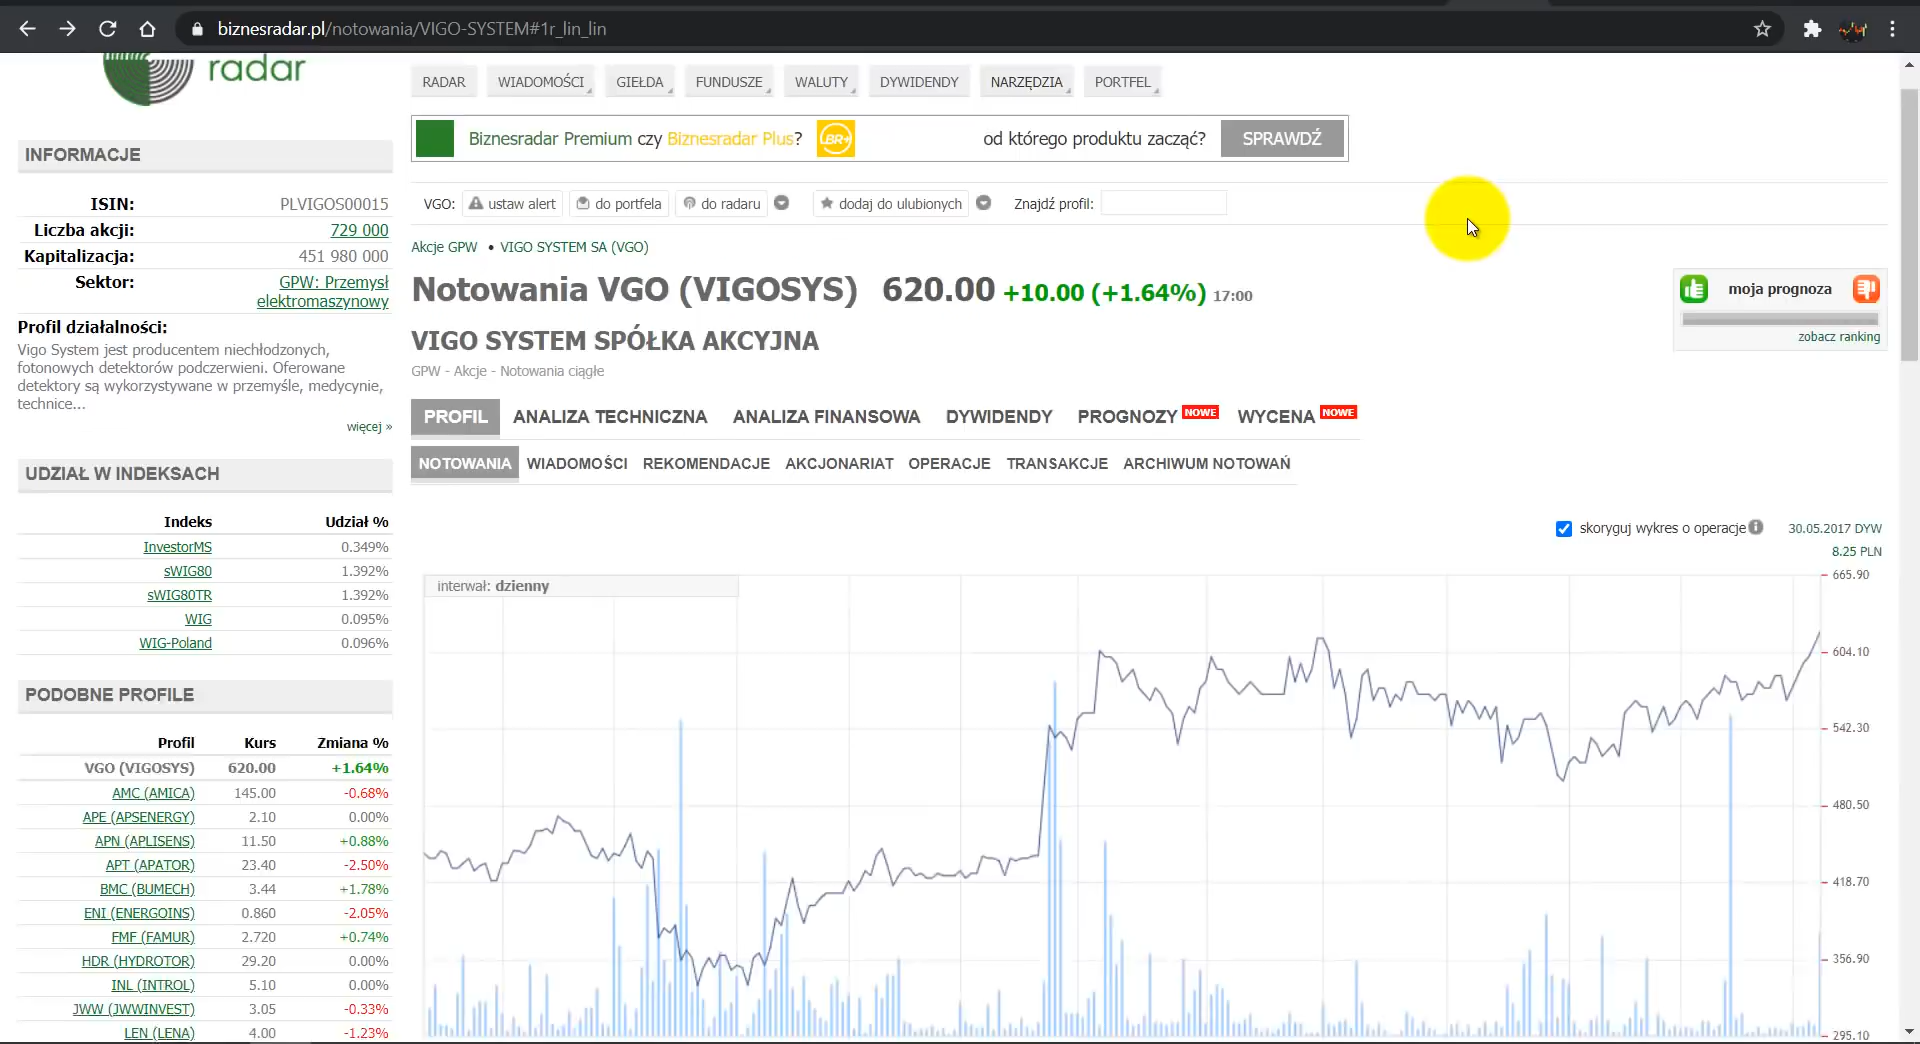 biznesradar.pl/notowania/VIGO-SYSTEM#1r_lin_lin
radar
RADAR WIADOMOŚCI GIEŁDA FUNDUSZE WALUTY DYWIDENDY NARZĘDZIA PORTFEL
Biznesradar Premium czy Biznesradar Plus? BR+ od którego produktu zacząć? SPRAWDŹ
VGO: ustaw alert do portfela do radaru dodaj do ulubionych Znajdź profil:
Akcje GPW • VIGO SYSTEM SA (VGO)
Notowania VGO (VIGOSYS) 620.00 +10.00 (+1.64%) 17:00
VIGO SYSTEM SPÓŁKA AKCYJNA
GPW - Akcje - Notowania ciągłe
moja prognoza
zobacz ranking
PROFIL ANALIZA TECHNICZNA ANALIZA FINANSOWA DYWIDENDY PROGNOZY NOWE WYCENA NOWE
NOTOWANIA WIADOMOŚCI REKOMENDACJE AKCJONARIAT OPERACJE TRANSAKCJE ARCHIWUM NOTOWAŃ
INFORMACJE
ISIN: PLVIGOS00015
Liczba akcji: 729 000
Kapitalizacja: 451 980 000
Sektor: GPW: Przemysł
elektromaszynowy
Profil działalności:
Vigo System jest producentem niechłodzonych,
fotonowych detektorów podczerwieni. Oferowane
detektory są wykorzystywane w przemyśle, medycynie,
technice...
więcej »
UDZIAŁ W INDEKSACH
Indeks Udział %
InvestorMS 0.349%
sWIG80 1.392%
sWIG80TR 1.392%
WIG 0.095%
WIG-Poland 0.096%
PODOBNE PROFILE
Profil Kurs Zmiana %
VGO (VIGOSYS) 620.00 +1.64%
AMC (AMICA) 145.00 -0.68%
APE (APSENERGY) 2.10 0.00%
APN (APLISENS) 11.50 +0.88%
APT (APATOR) 23.40 -2.50%
BMC (BUMECH) 3.44 +1.78%
ENI (ENERGOINS) 0.860 -2.05%
FMF (FAMUR) 2.720 +0.74%
HDR (HYDROTOR) 29.20 0.00%
INL (INTROL) 5.10 0.00%
JWW (JWWINVEST) 3.05 -0.33%
LEN (LENA) 4.00 -1.23%
skoryguj wykres o operacje 30.05.2017 DYW
8.25 PLN
interwał: dzienny
665.90
604.10
542.30
480.50
418.70
356.90
295.10